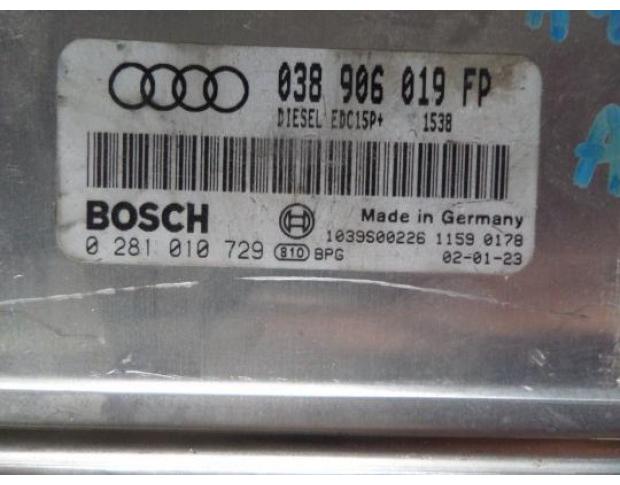 038 906 019 FP
DIESEL EDC15P+ 1538
BOSCH
Made in Germany
0 281 010 729 810 BPG
1039S00226 1159 0178
02-01-23